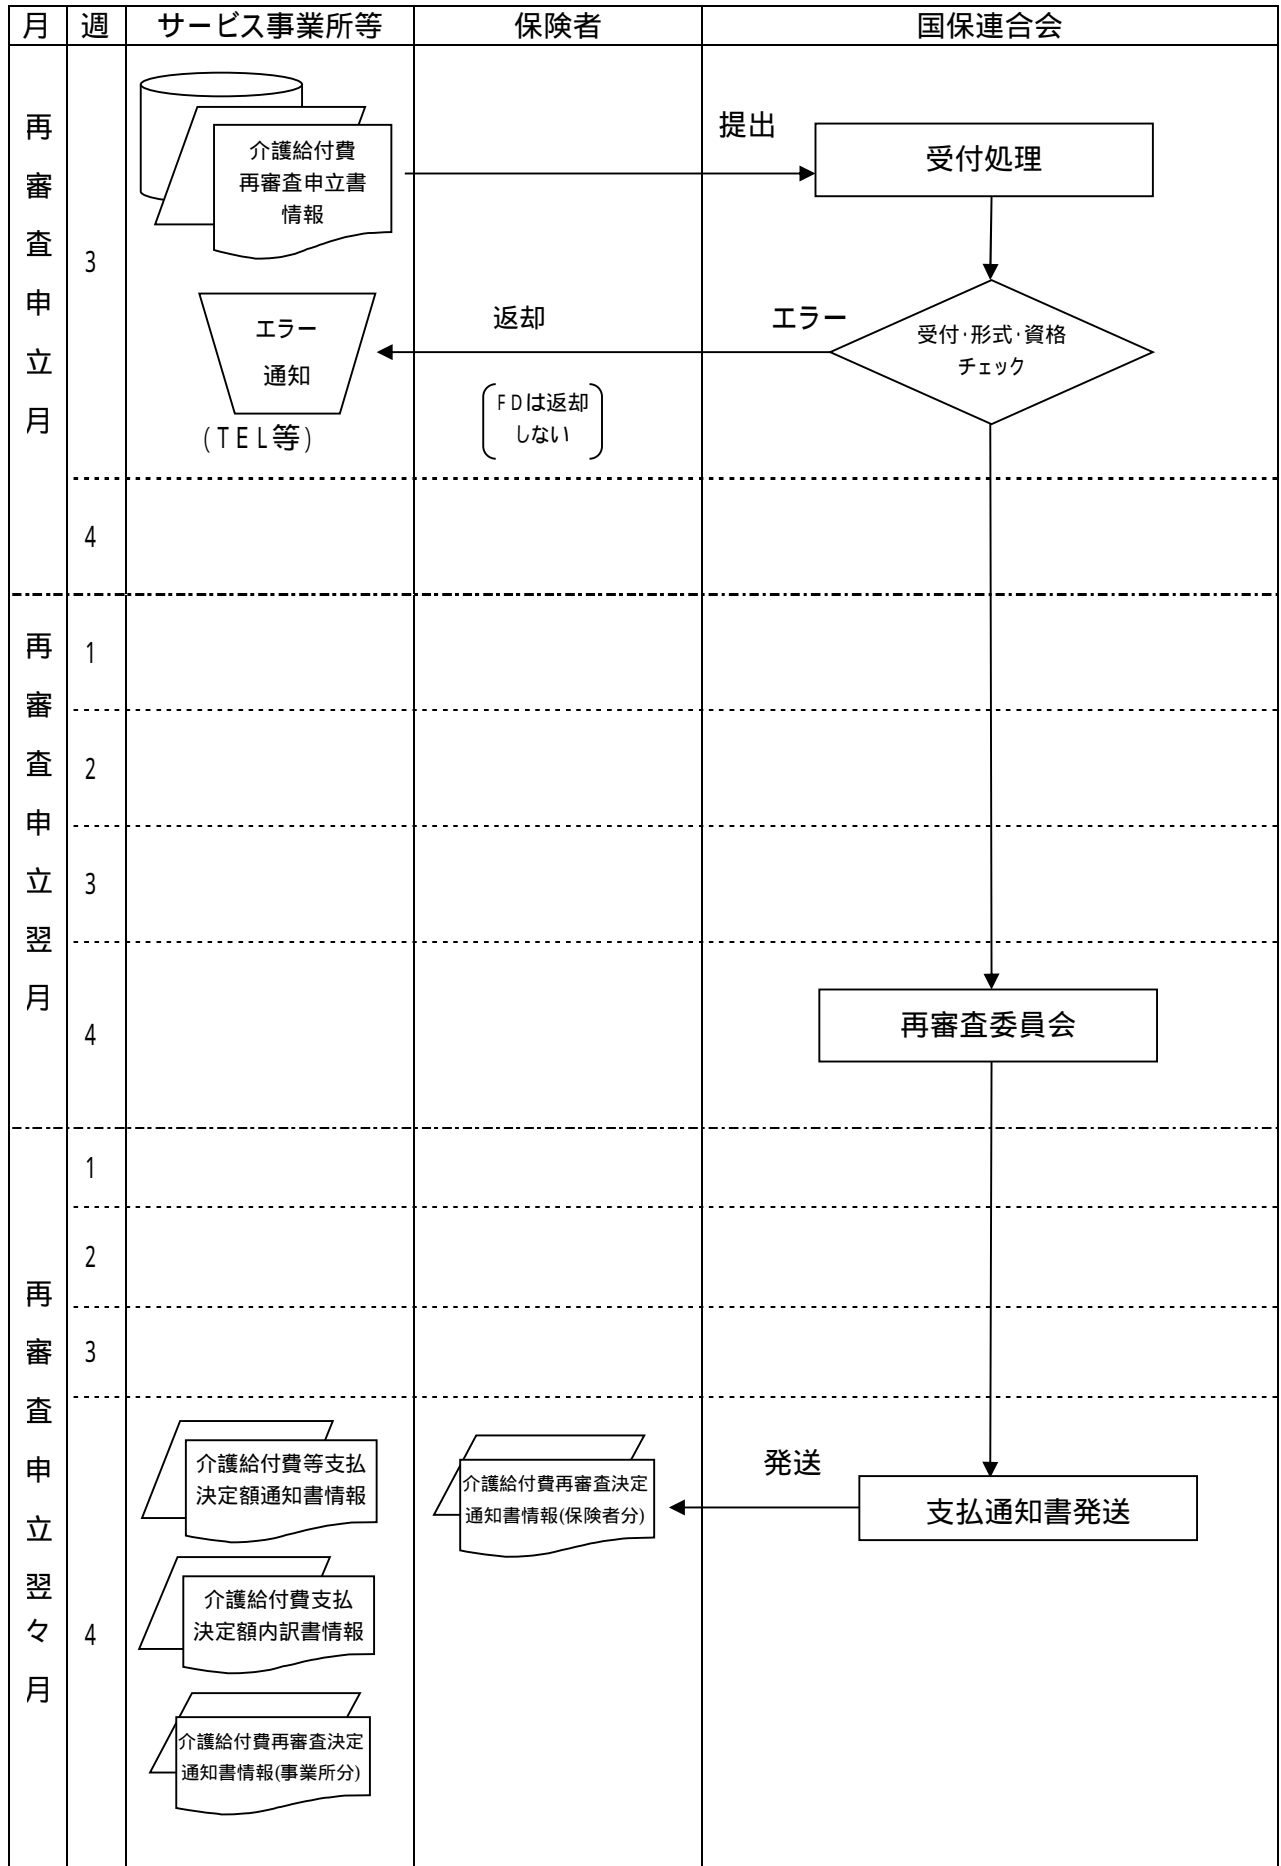 月 週 サービス事業所等 保険者 国保連合会
再審査申立月
3
介護給付費
再審査申立書
情報
提出
受付処理
エラー
通知
(TEL等)
返却
FDは返却
しない
エラー
受付・形式・資格
チェック
4
再審査申立翌月
1
2
3
4
再審査委員会
再審査申立翌々月
1
2
3
4
介護給付費等支払
決定額通知書情報
介護給付費支払
決定額内訳書情報
介護給付費再審査決定
通知書情報(事業所分)
介護給付費再審査決定
通知書情報(保険者分)
発送
支払通知書発送